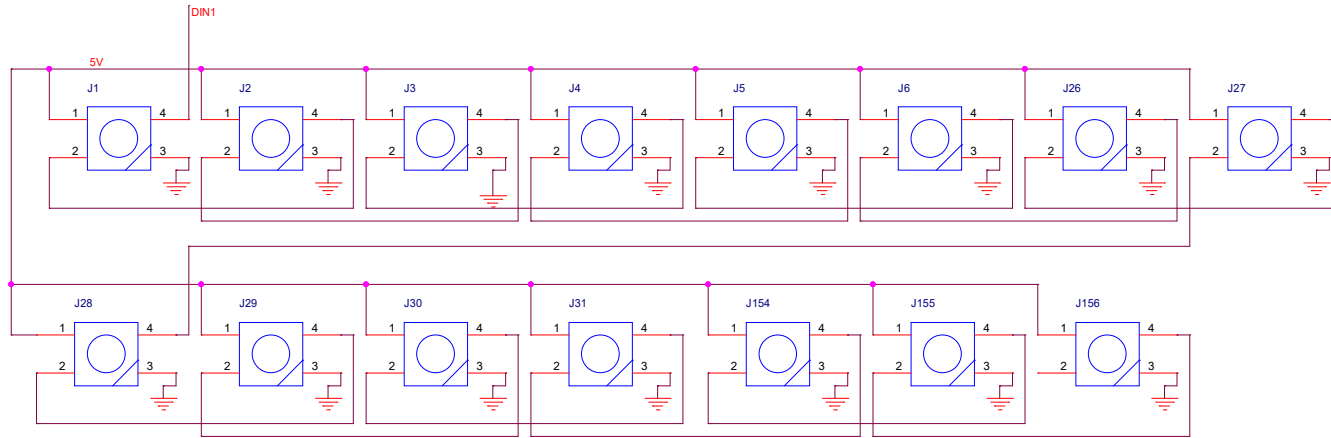 DIN1
5V
J1 J2 J3 J4 J5 J6 J26 J27
1 4 1 4 1 4 1 4 1 4 1 4 1 4 1 4
2 3 2 3 2 3 2 3 2 3 2 3 2 3 2 3
J28 J29 J30 J31 J154 J155 J156
1 4 1 4 1 4 1 4 1 4 1 4 1 4
2 3 2 3 2 3 2 3 2 3 2 3 2 3